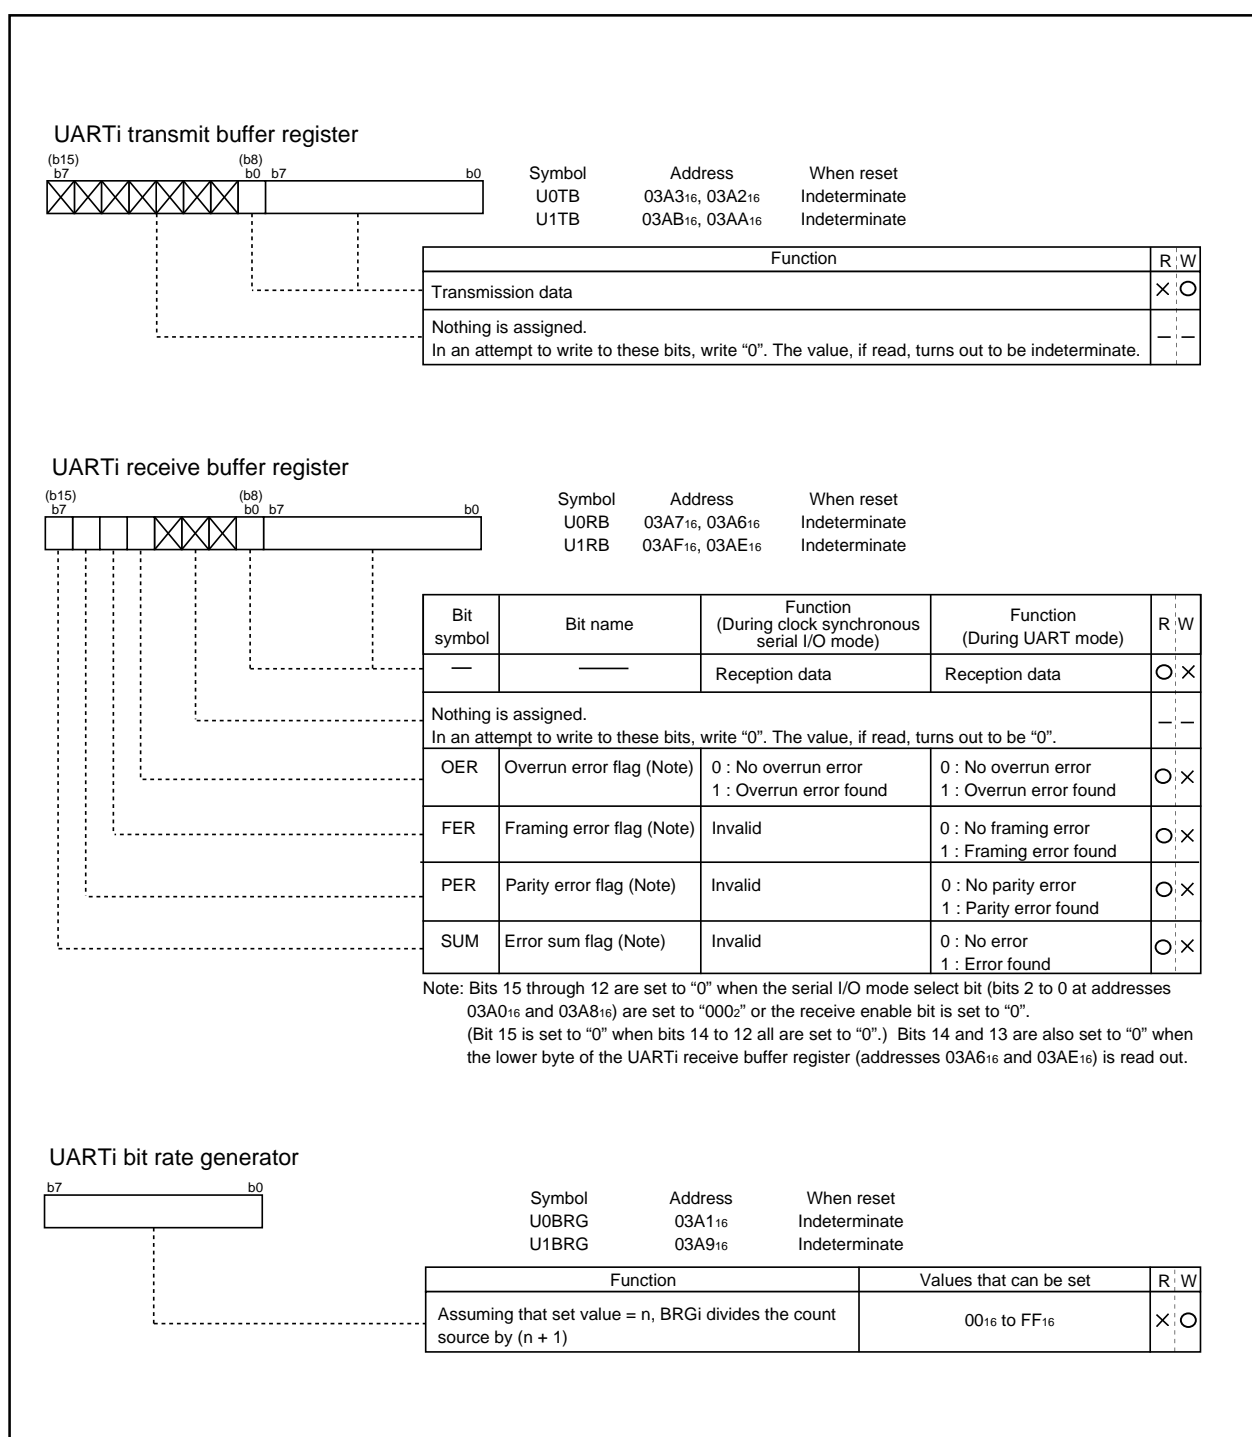 UARTi transmit buffer register
(b15) (b8)
b7 b0 b7 b0
Symbol Address When reset
U0TB 03A3₁₆, 03A2₁₆ Indeterminate
U1TB 03AB₁₆, 03AA₁₆ Indeterminate
Function R W
Transmission data
Nothing is assigned.
In an attempt to write to these bits, write “0”. The value, if read, turns out to be indeterminate.
UARTi receive buffer register
(b15) (b8)
b7 b0 b7 b0
Symbol Address When reset
U0RB 03A7₁₆, 03A6₁₆ Indeterminate
U1RB 03AF₁₆, 03AE₁₆ Indeterminate
Bit symbol Bit name Function (During clock synchronous serial I/O mode) Function (During UART mode) R W
Reception data Reception data
Nothing is assigned.
In an attempt to write to these bits, write “0”. The value, if read, turns out to be “0”.
OER Overrun error flag (Note) 0 : No overrun error 0 : No overrun error
1 : Overrun error found 1 : Overrun error found
FER Framing error flag (Note) Invalid 0 : No framing error
1 : Framing error found
PER Parity error flag (Note) Invalid 0 : No parity error
1 : Parity error found
SUM Error sum flag (Note) Invalid 0 : No error
1 : Error found
Note: Bits 15 through 12 are set to “0” when the serial I/O mode select bit (bits 2 to 0 at addresses
03A0₁₆ and 03A8₁₆) are set to “000₂” or the receive enable bit is set to “0”.
(Bit 15 is set to “0” when bits 14 to 12 all are set to “0”.) Bits 14 and 13 are also set to “0” when
the lower byte of the UARTi receive buffer register (addresses 03A6₁₆ and 03AE₁₆) is read out.
UARTi bit rate generator
b7 b0
Symbol Address When reset
U0BRG 03A1₁₆ Indeterminate
U1BRG 03A9₁₆ Indeterminate
Function Values that can be set R W
Assuming that set value = n, BRGi divides the count
source by (n + 1)
00₁₆ to FF₁₆